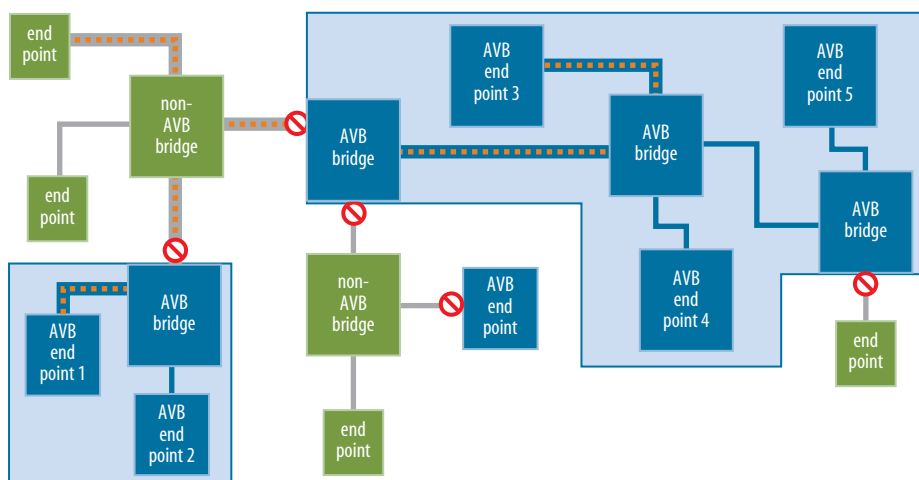 end
point
AVB
end
point 3
AVB
end
point 5
non-
AVB
bridge
AVB
bridge
AVB
bridge
end
point
AVB
bridge
AVB
bridge
non-
AVB
bridge
AVB
end
point
AVB
end
point 4
AVB
end
point 1
end
point
AVB
end
point 2
end
point